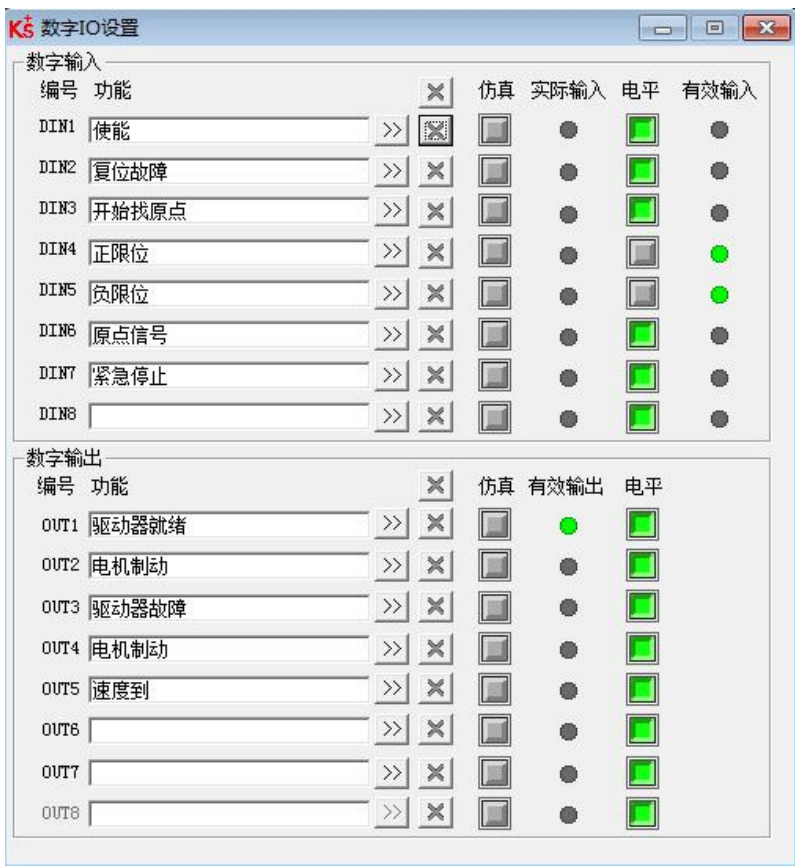 KS 数字IO设置
数字输入
编号 功能 仿真 实际输入 电平 有效输入
DIN1 使能 >>
DIN2 复位故障 >>
DIN3 开始找原点 >>
DIN4 正限位 >>
DIN5 负限位 >>
DIN6 原点信号 >>
DIN7 紧急停止 >>
DIN8 >>
数字输出
编号 功能 仿真 有效输出 电平
OUT1 驱动器就绪 >>
OUT2 电机制动 >>
OUT3 驱动器故障 >>
OUT4 电机制动 >>
OUT5 速度到 >>
OUT6 >>
OUT7 >>
OUT8 >>